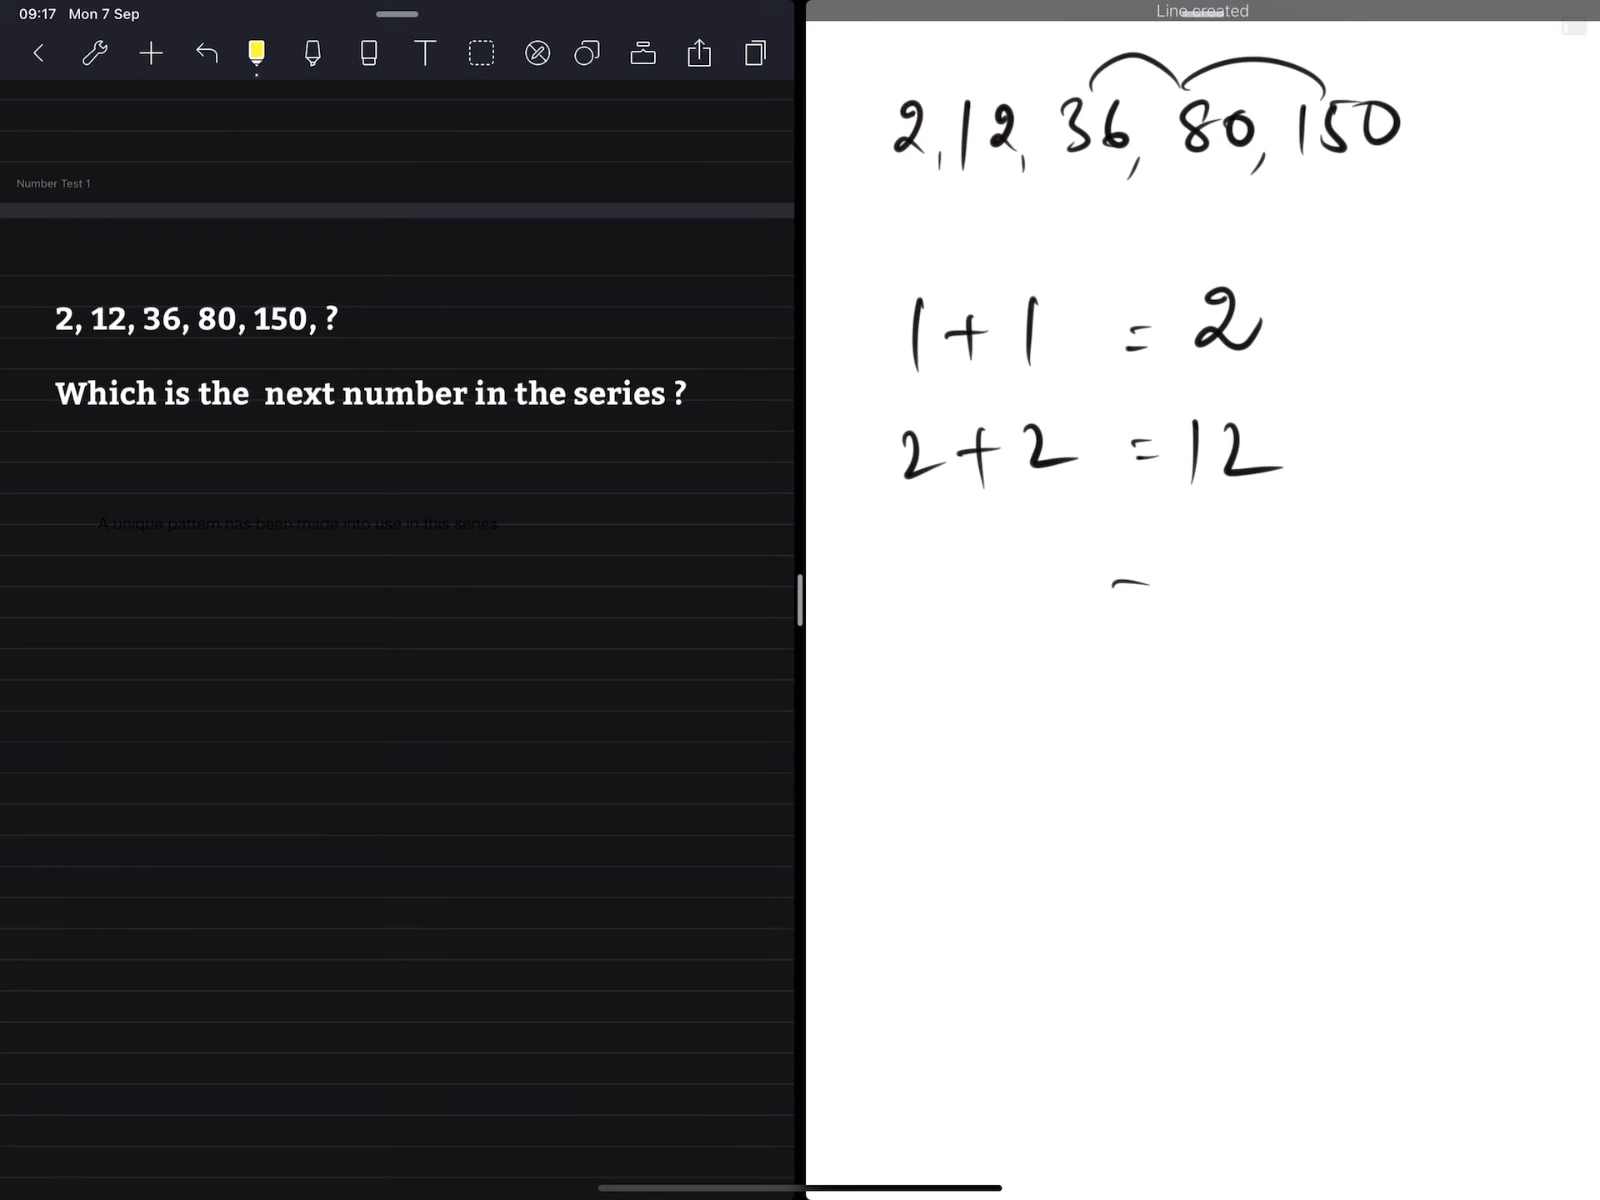 09:17 Mon 7 Sep
Number Test 1
2, 12, 36, 80, 150, ?
Which is the next number in the series ?
A unique pattern has been made into use in this series.
Line created
2, 12, 36, 80, 150
1 + 1 = 2
2 + 2 = 12